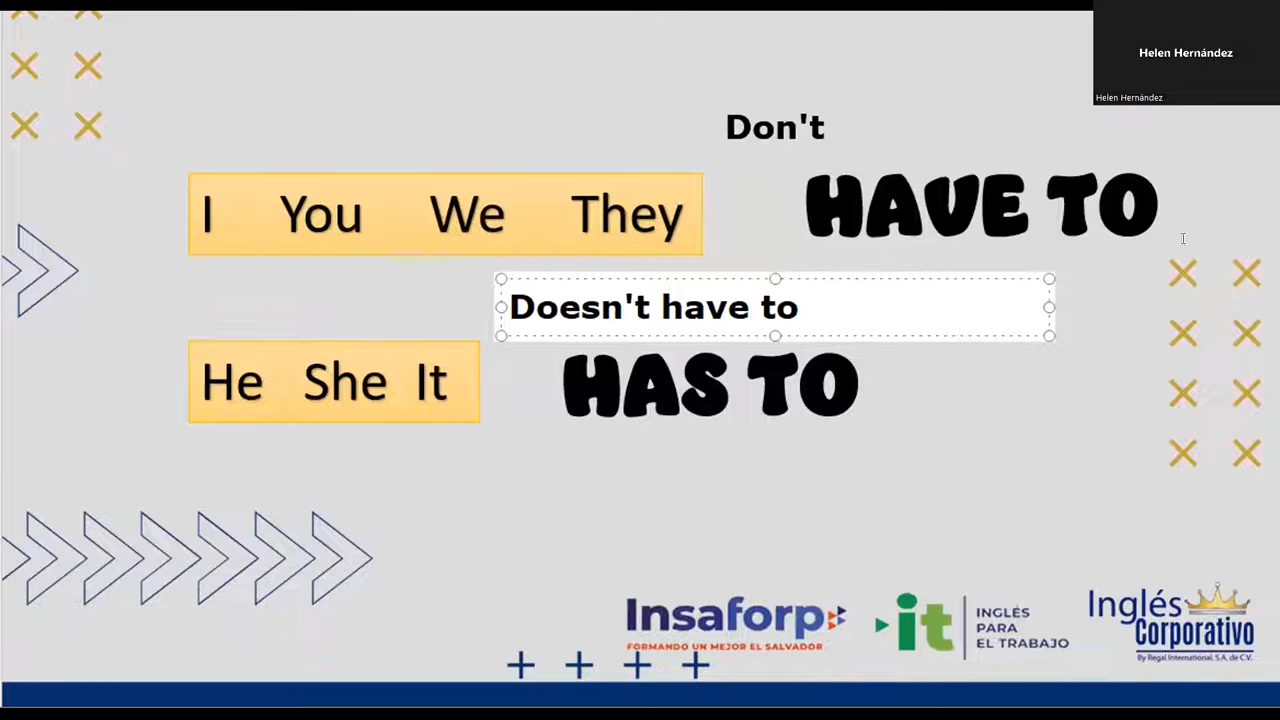 Helen Hernández
Helen Hernández
Don't
I You We They
HAVE TO
Doesn't have to
He She It
HAS TO
Insaforp
FORMANDO UN MEJOR EL SALVADOR
it
INGLÉS
PARA
EL TRABAJO
Inglés
Corporativo
By Regal International, S.A. de C.V.